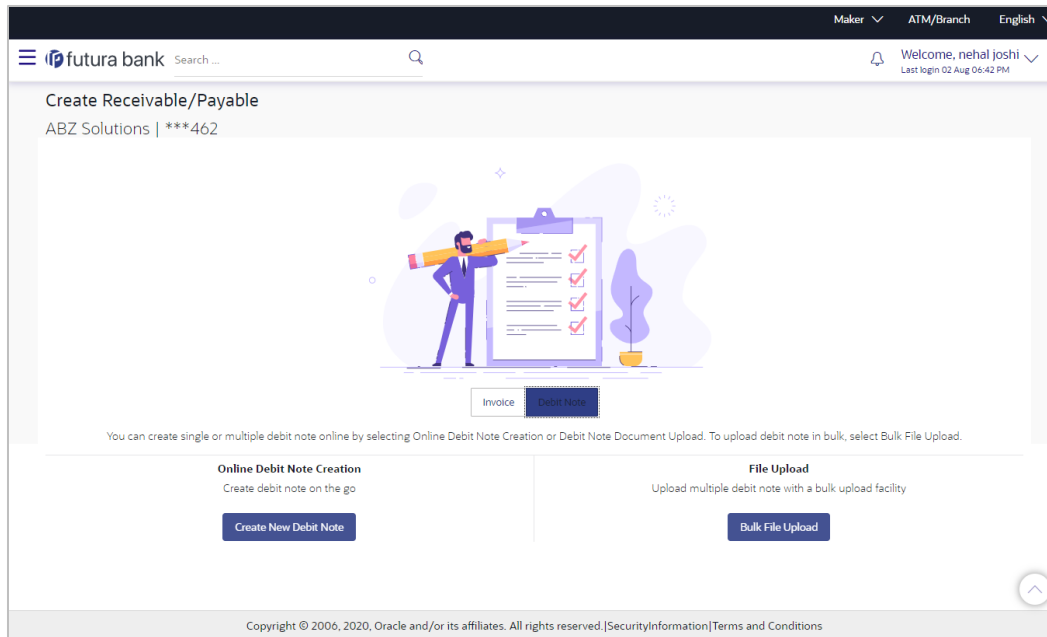 Maker ATM/Branch English
futura bank Search ... Welcome, nehal joshi
Last login 02 Aug 06:42 PM
Create Receivable/Payable
ABZ Solutions | ***462
Invoice Debit Note
You can create single or multiple debit note online by selecting Online Debit Note Creation or Debit Note Document Upload. To upload debit note in bulk, select Bulk File Upload.
Online Debit Note Creation File Upload
Create debit note on the go Upload multiple debit note with a bulk upload facility
Create New Debit Note Bulk File Upload
Copyright © 2006, 2020, Oracle and/or its affiliates. All rights reserved.|SecurityInformation|Terms and Conditions